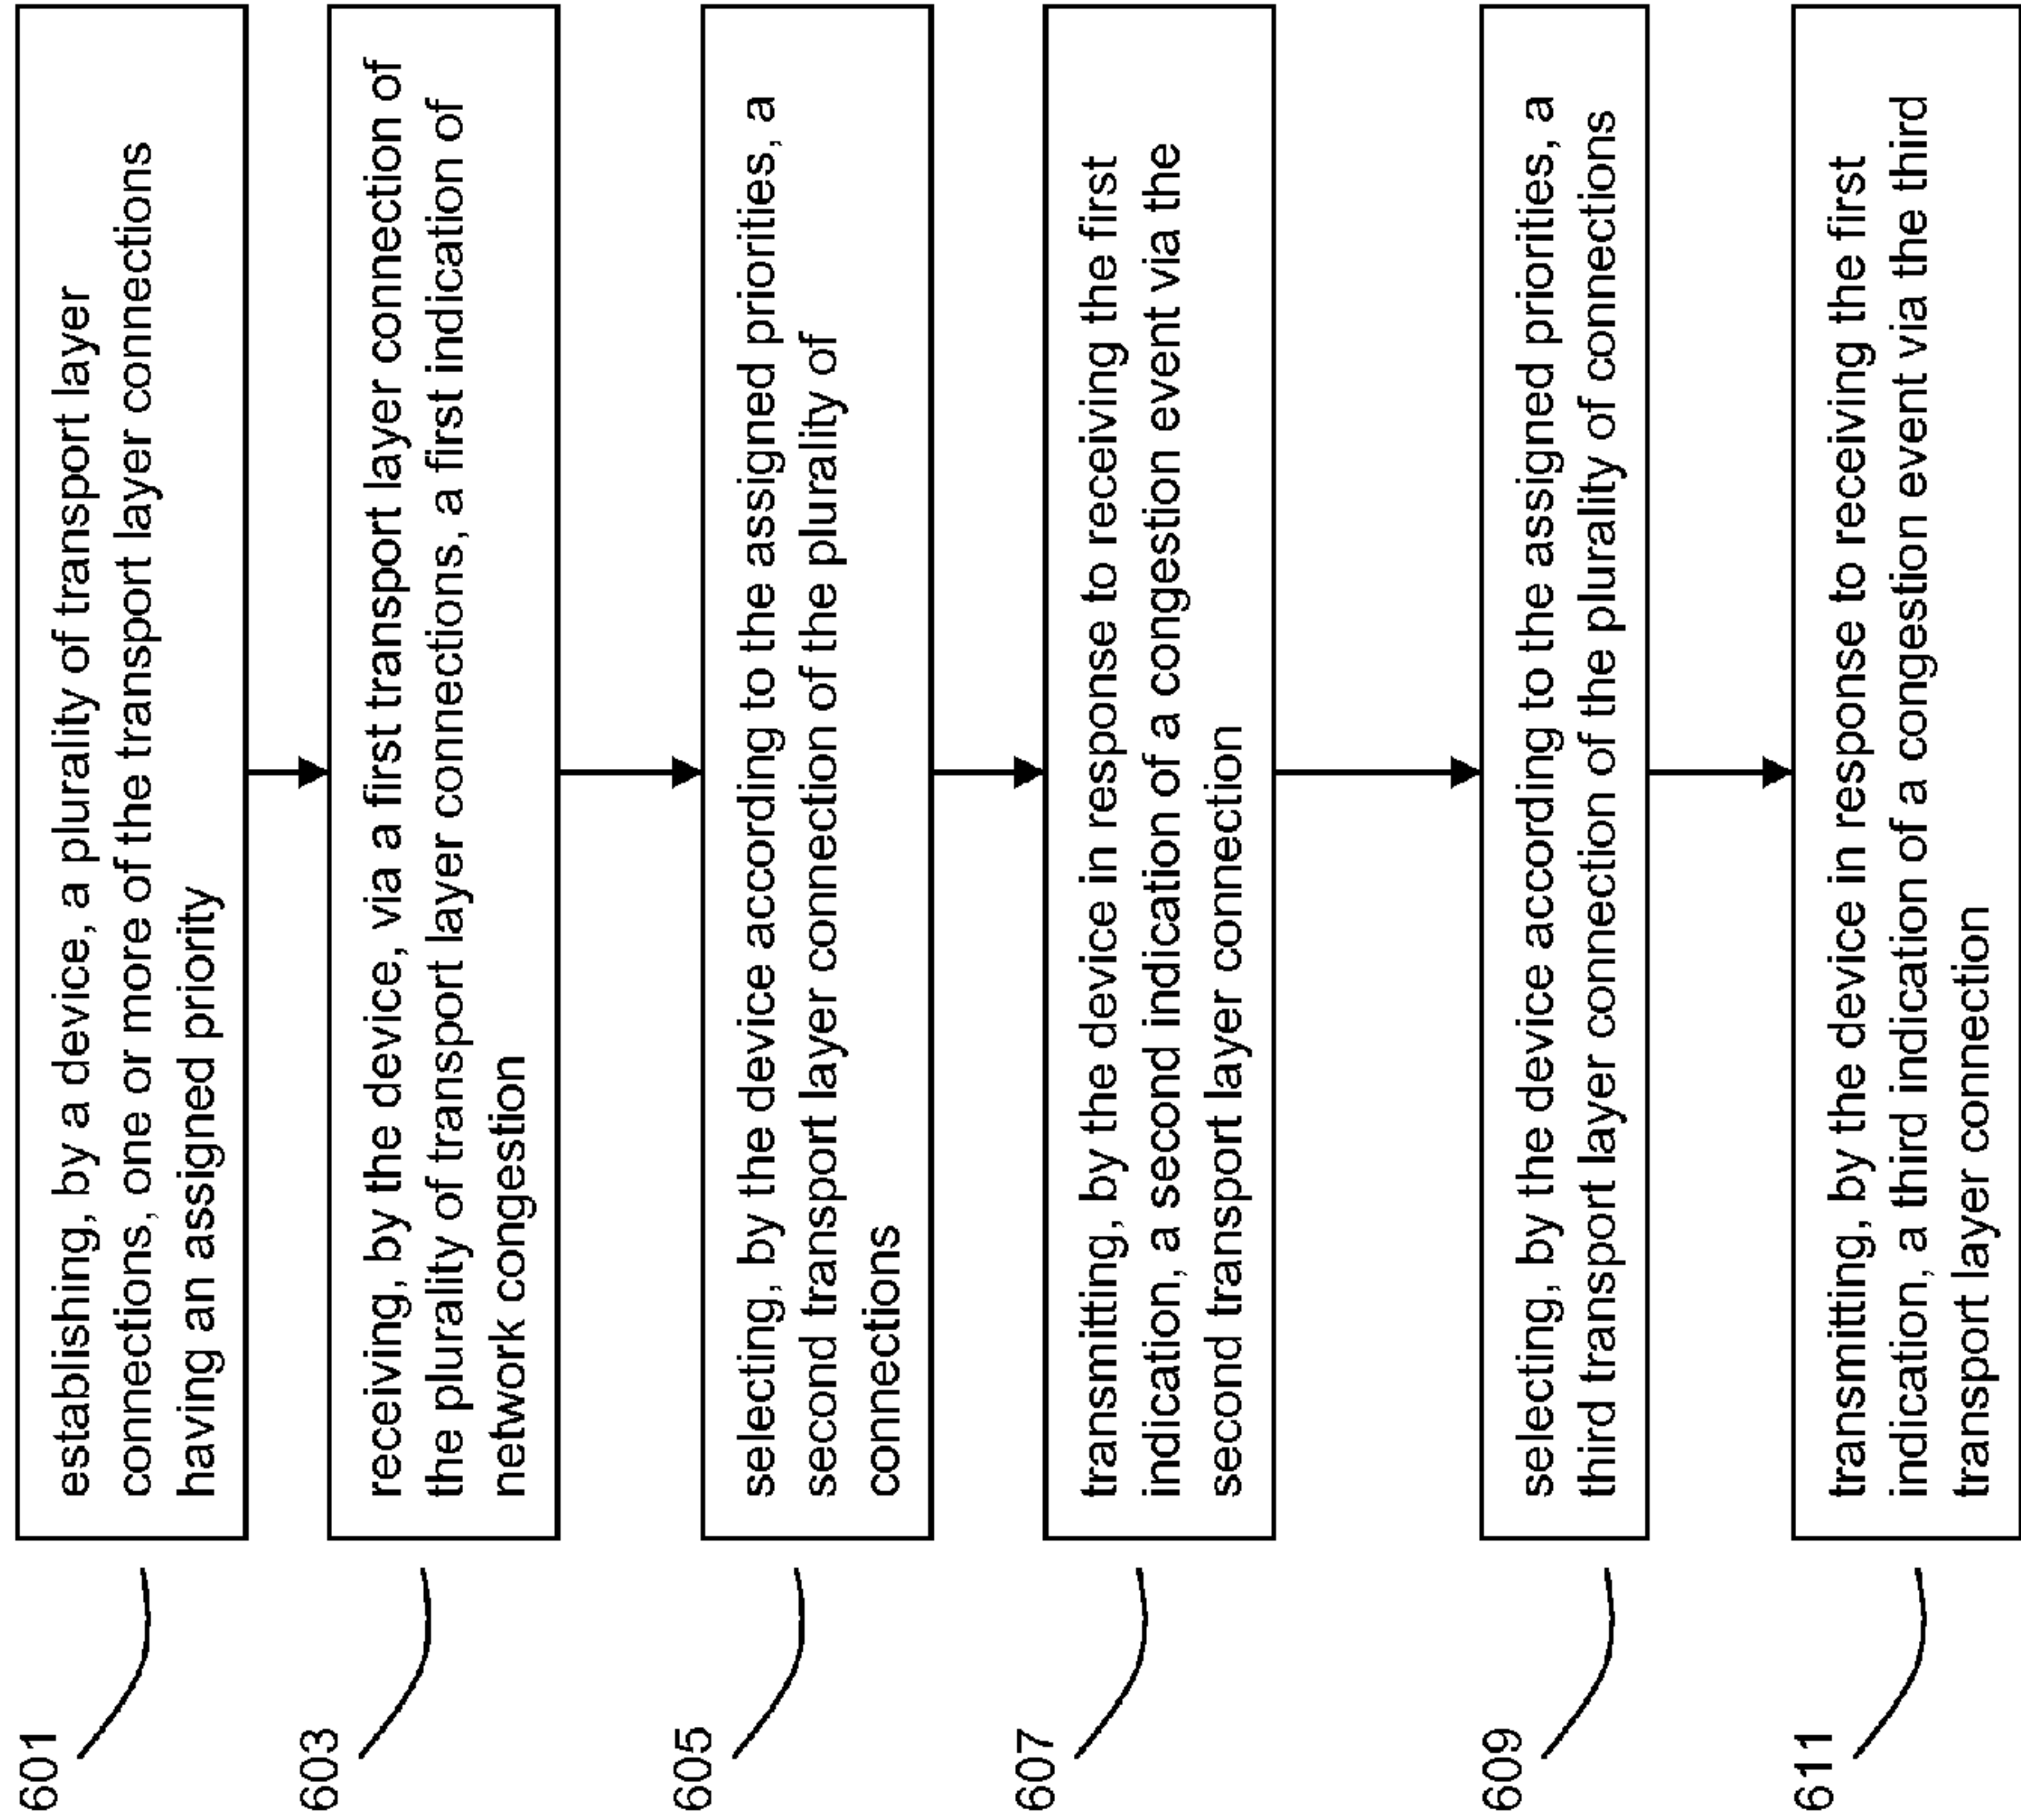 601
establishing, by a device, a plurality of transport layer
connections, one or more of the transport layer connections
having an assigned priority
603
receiving, by the device, via a first transport layer connection of
the plurality of transport layer connections, a first indication of
network congestion
605
selecting, by the device according to the assigned priorities, a
second transport layer connection of the plurality of
connections
607
transmitting, by the device in response to receiving the first
indication, a second indication of a congestion event via the
second transport layer connection
609
selecting, by the device according to the assigned priorities, a
third transport layer connection of the plurality of connections
611
transmitting, by the device in response to receiving the first
indication, a third indication of a congestion event via the third
transport layer connection